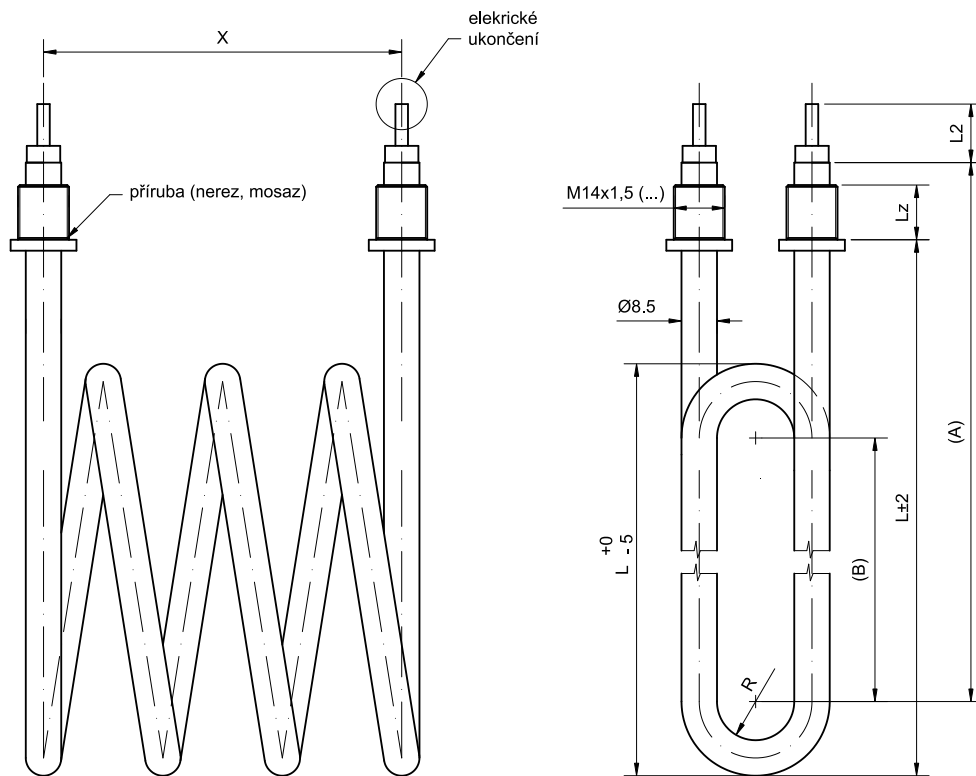 elekrické
ukončení
X
příruba (nerez, mosaz)
M14x1,5 (...)
Ø8.5
L2
Lz
(A)
L±2
(B)
L +0 - 5
R